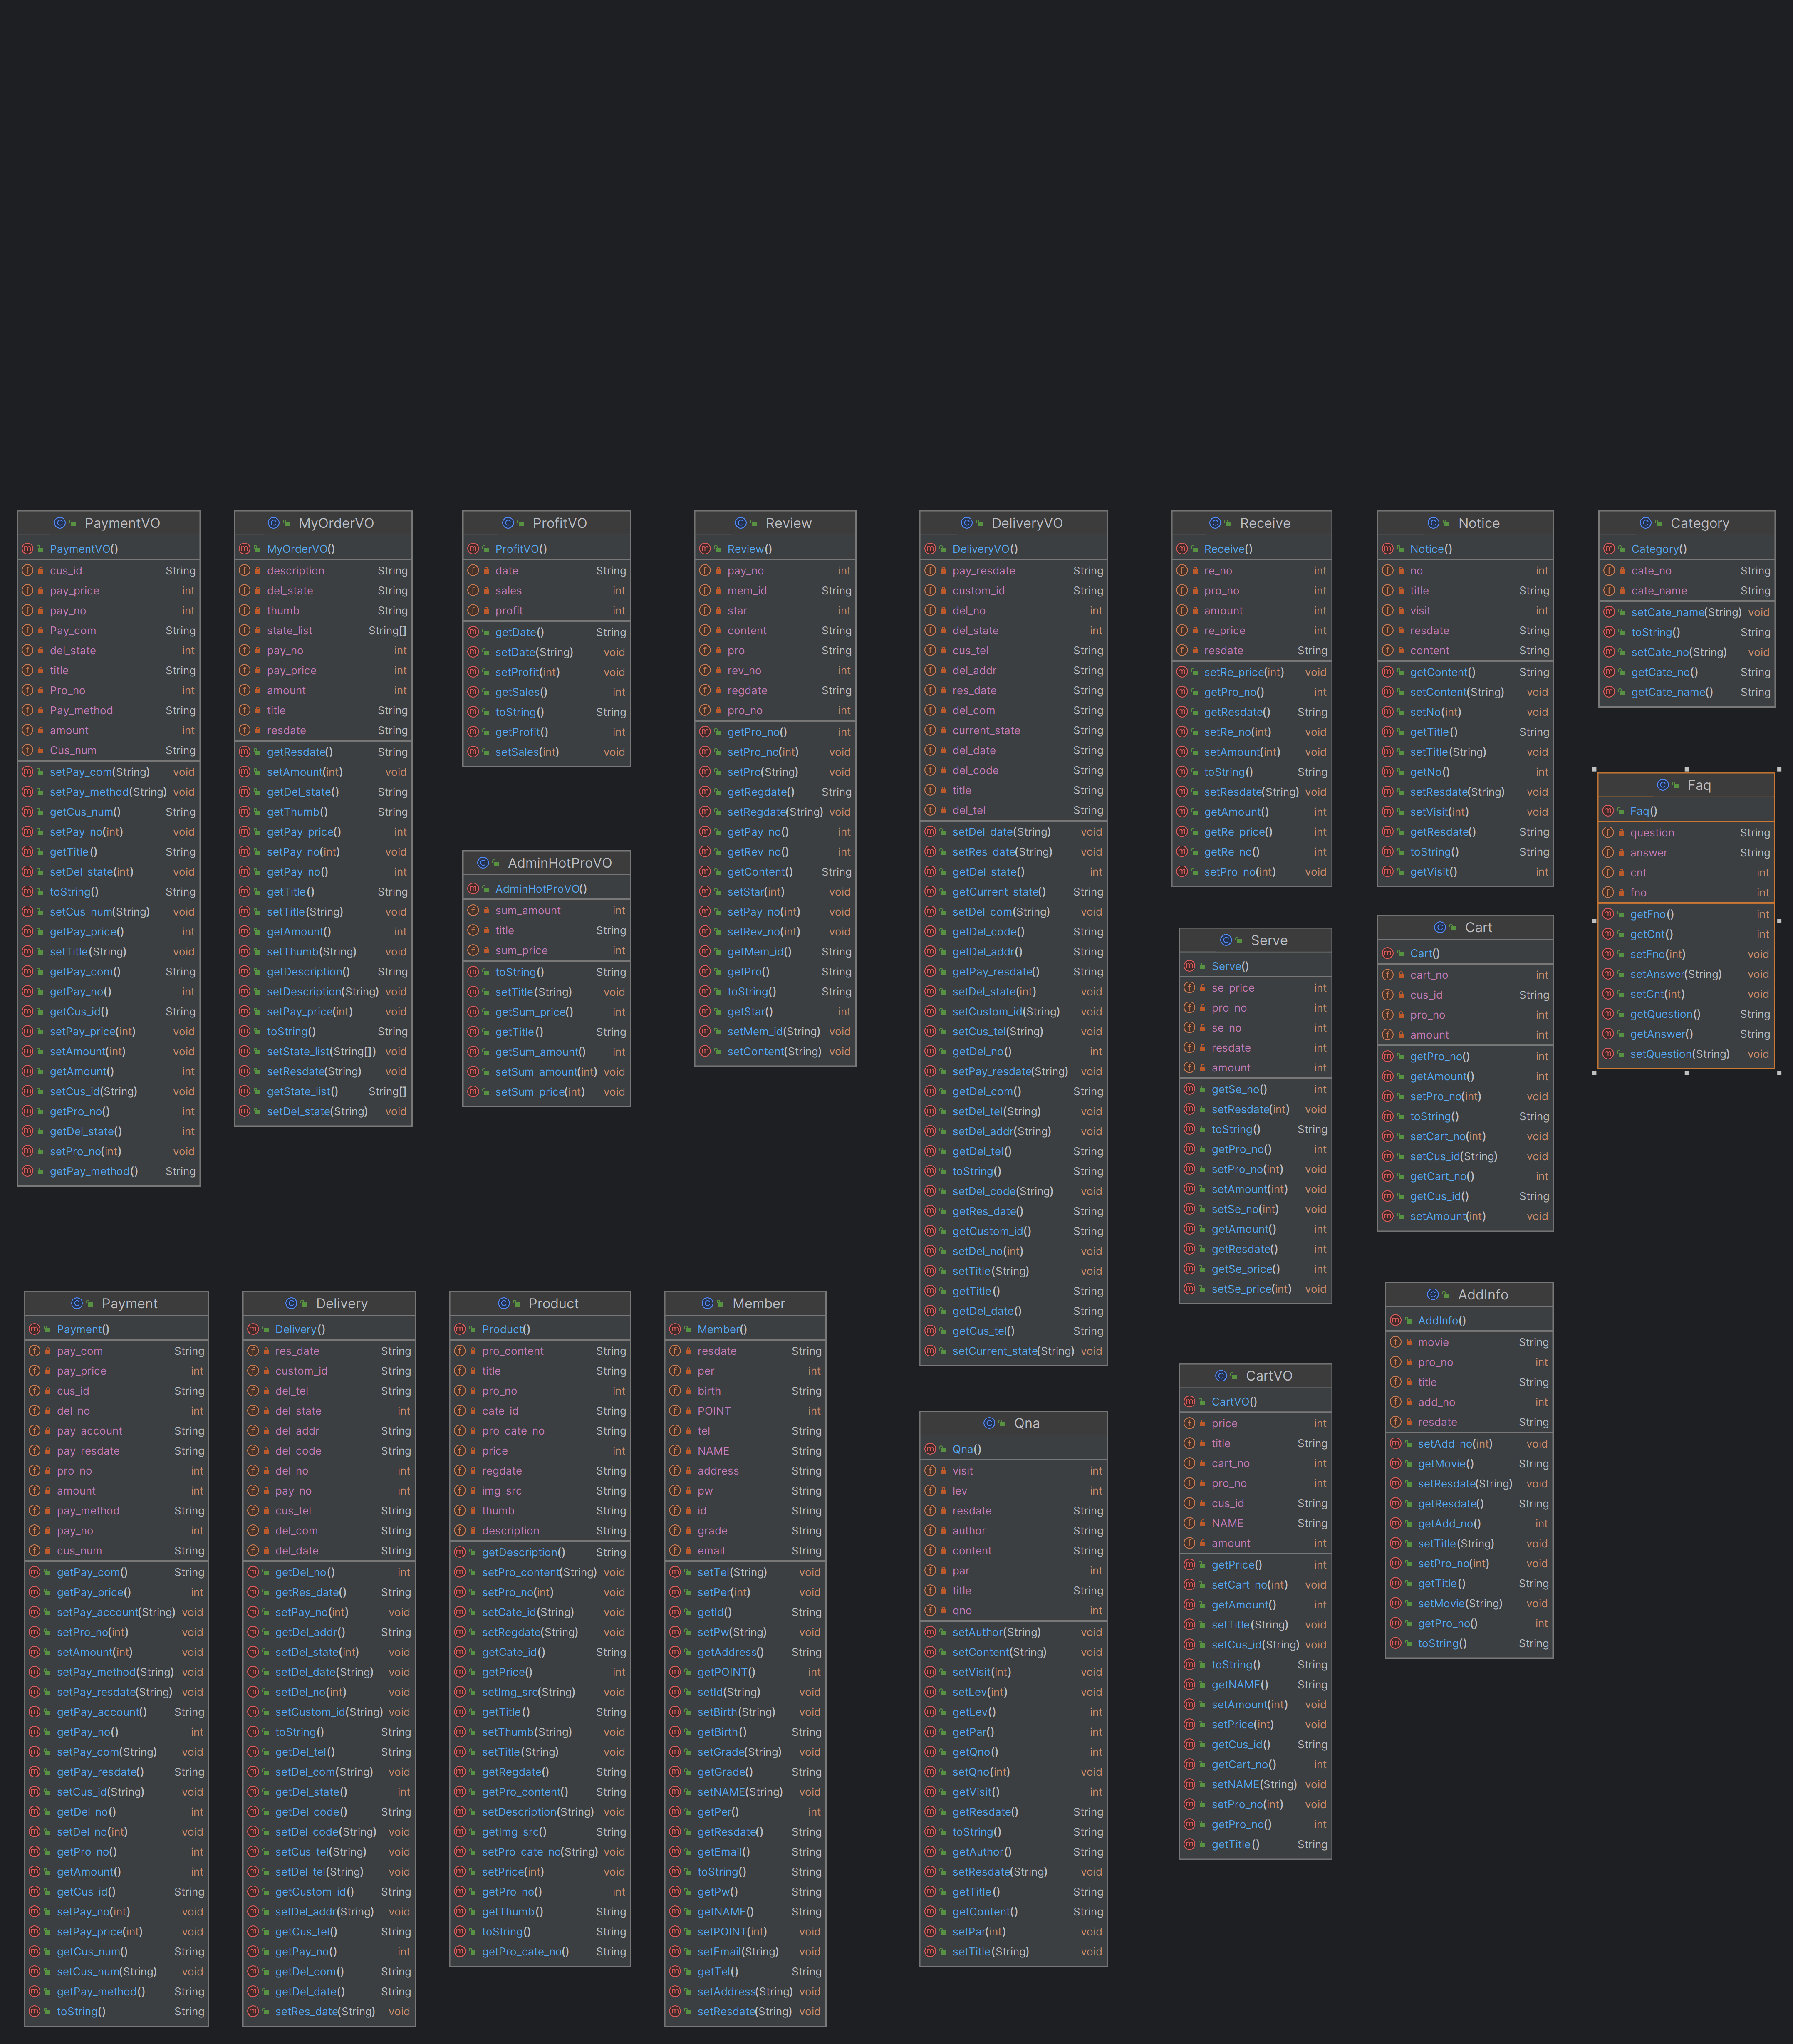 PaymentVO
PaymentVO()
cus_id String
pay_price int
pay_no int
Pay_com String
del_state int
title String
Pro_no int
Pay_method String
amount int
Cus_num String
setPay_com(String) void
setPay_method(String) void
getCus_num() String
setPay_no(int) void
getTitle() String
setDel_state(int) void
toString() String
setCus_num(String) void
getPay_price() int
setTitle(String) void
getPay_com() String
getPay_no() int
getCus_id() String
setPay_price(int) void
setAmount(int) void
getAmount() int
setCus_id(String) void
getPro_no() int
getDel_state() int
setPro_no(int) void
getPay_method() String
MyOrderVO
MyOrderVO()
description String
del_state String
thumb String
state_list String[]
pay_no int
pay_price int
amount int
title String
resdate String
getResdate() String
setAmount(int) void
getDel_state() String
getThumb() String
getPay_price() int
setPay_no(int) void
getPay_no() int
getTitle() String
setTitle(String) void
getAmount() int
setThumb(String) void
getDescription() String
setDescription(String) void
setPay_price(int) void
toString() String
setState_list(String[]) void
setResdate(String) void
getState_list() String[]
setDel_state(String) void
ProfitVO
ProfitVO()
date String
sales int
profit int
getDate() String
setDate(String) void
setProfit(int) void
getSales() int
toString() String
getProfit() int
setSales(int) void
AdminHotProVO
AdminHotProVO()
sum_amount int
title String
sum_price int
toString() String
setTitle(String) void
getSum_price() int
getTitle() String
getSum_amount() int
setSum_amount(int) void
setSum_price(int) void
Review
Review()
pay_no int
mem_id String
star int
content String
pro String
rev_no int
regdate String
pro_no int
getPro_no() int
setPro_no(int) void
setPro(String) void
getRegdate() String
setRegdate(String) void
getPay_no() int
getRev_no() int
getContent() String
setStar(int) void
setPay_no(int) void
setRev_no(int) void
getMem_id() String
getPro() String
toString() String
getStar() int
setMem_id(String) void
setContent(String) void
DeliveryVO
DeliveryVO()
pay_resdate String
custom_id String
del_no int
del_state int
cus_tel String
del_addr String
res_date String
del_com String
current_state String
del_date String
del_code String
title String
del_tel String
setDel_date(String) void
setRes_date(String) void
getDel_state() int
getCurrent_state() String
setDel_com(String) void
getDel_code() String
getDel_addr() String
getPay_resdate() String
setDel_state(int) void
setCustom_id(String) void
setCus_tel(String) void
getDel_no() int
setPay_resdate(String) void
getDel_com() String
setDel_tel(String) void
setDel_addr(String) void
getDel_tel() String
toString() String
setDel_code(String) void
getRes_date() String
getCustom_id() String
setDel_no(int) void
setTitle(String) void
getTitle() String
getDel_date() String
getCus_tel() String
setCurrent_state(String) void
Receive
Receive()
re_no int
pro_no int
amount int
re_price int
resdate String
setRe_price(int) void
getPro_no() int
getResdate() String
setRe_no(int) void
setAmount(int) void
toString() String
setResdate(String) void
getAmount() int
getRe_price() int
getRe_no() int
setPro_no(int) void
Notice
Notice()
no int
title String
visit int
resdate String
content String
getContent() String
setContent(String) void
setNo(int) void
getTitle() String
setTitle(String) void
getNo() int
setResdate(String) void
setVisit(int) void
getResdate() String
toString() String
getVisit() int
Category
Category()
cate_no String
cate_name String
setCate_name(String) void
toString() String
setCate_no(String) void
getCate_no() String
getCate_name() String
Faq
Faq()
question String
answer String
cnt int
fno int
getFno() int
getCnt() int
setFno(int) void
setAnswer(String) void
setCnt(int) void
getQuestion() String
getAnswer() String
setQuestion(String) void
Serve
Serve()
se_price int
pro_no int
se_no int
resdate int
amount int
getSe_no() int
setResdate(int) void
toString() String
getPro_no() int
setPro_no(int) void
setAmount(int) void
setSe_no(int) void
getAmount() int
getResdate() int
getSe_price() int
setSe_price(int) void
Cart
Cart()
cart_no int
cus_id String
pro_no int
amount int
getPro_no() int
getAmount() int
setPro_no(int) void
toString() String
setCart_no(int) void
setCus_id(String) void
getCart_no() int
getCus_id() String
setAmount(int) void
Payment
Payment()
pay_com String
pay_price int
cus_id String
del_no int
pay_account String
pay_resdate String
pro_no int
amount int
pay_method String
pay_no int
cus_num String
getPay_com() String
getPay_price() int
setPay_account(String) void
setPro_no(int) void
setAmount(int) void
setPay_method(String) void
setPay_resdate(String) void
getPay_account() String
getPay_no() int
setPay_com(String) void
getPay_resdate() String
setCus_id(String) void
getDel_no() int
setDel_no(int) void
getPro_no() int
getAmount() int
getCus_id() String
setPay_no(int) void
setPay_price(int) void
getCus_num() String
setCus_num(String) void
getPay_method() String
toString() String
Delivery
Delivery()
res_date String
custom_id String
del_tel String
del_state int
del_addr String
del_code String
del_no int
pay_no int
cus_tel String
del_com String
del_date String
getDel_no() int
getRes_date() String
setPay_no(int) void
getDel_addr() String
setDel_state(int) void
setDel_date(String) void
setDel_no(int) void
setCustom_id(String) void
toString() String
getDel_tel() String
setDel_com(String) void
getDel_state() int
getDel_code() String
setDel_code(String) void
setCus_tel(String) void
setDel_tel(String) void
getCustom_id() String
setDel_addr(String) void
getCus_tel() String
getPay_no() int
getDel_com() String
getDel_date() String
setRes_date(String) void
Product
Product()
pro_content String
title String
pro_no int
cate_id String
pro_cate_no String
price int
regdate String
img_src String
thumb String
description String
getDescription() String
setPro_content(String) void
setPro_no(int) void
setCate_id(String) void
setRegdate(String) void
getCate_id() String
getPrice() int
setImg_src(String) void
getTitle() String
setThumb(String) void
setTitle(String) void
getRegdate() String
getPro_content() String
setDescription(String) void
getImg_src() String
setPro_cate_no(String) void
setPrice(int) void
getPro_no() int
getThumb() String
toString() String
getPro_cate_no() String
Member
Member()
resdate String
per int
birth String
POINT int
tel String
NAME String
address String
pw String
id String
grade String
email String
setTel(String) void
setPer(int) void
getId() String
setPw(String) void
getAddress() String
getPOINT() int
setId(String) void
setBirth(String) void
getBirth() String
setGrade(String) void
getGrade() String
setNAME(String) void
getPer() int
getResdate() String
getEmail() String
toString() String
getPw() String
getNAME() String
setPOINT(int) void
setEmail(String) void
getTel() String
setAddress(String) void
setResdate(String) void
Qna
Qna()
visit int
lev int
resdate String
author String
content String
par int
title String
qno int
setAuthor(String) void
setContent(String) void
setVisit(int) void
setLev(int) void
getLev() int
getPar() int
getQno() int
setQno(int) void
getVisit() int
getResdate() String
toString() String
getAuthor() String
setResdate(String) void
getTitle() String
getContent() String
setPar(int) void
setTitle(String) void
CartVO
CartVO()
price int
title String
cart_no int
pro_no int
cus_id String
NAME String
amount int
getPrice() int
setCart_no(int) void
getAmount() int
setTitle(String) void
setCus_id(String) void
toString() String
getNAME() String
setAmount(int) void
setPrice(int) void
getCus_id() String
getCart_no() int
setNAME(String) void
setPro_no(int) void
getPro_no() int
getTitle() String
AddInfo
AddInfo()
movie String
pro_no int
title String
add_no int
resdate String
setAdd_no(int) void
getMovie() String
setResdate(String) void
getResdate() String
getAdd_no() int
setTitle(String) void
setPro_no(int) void
getTitle() String
setMovie(String) void
getPro_no() int
toString() String